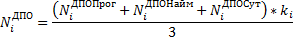 N_i^ДПО = ((N_i^ДПОПрог + N_i^ДПОНайм + N_i^ДПОСут) * k_i) / 3